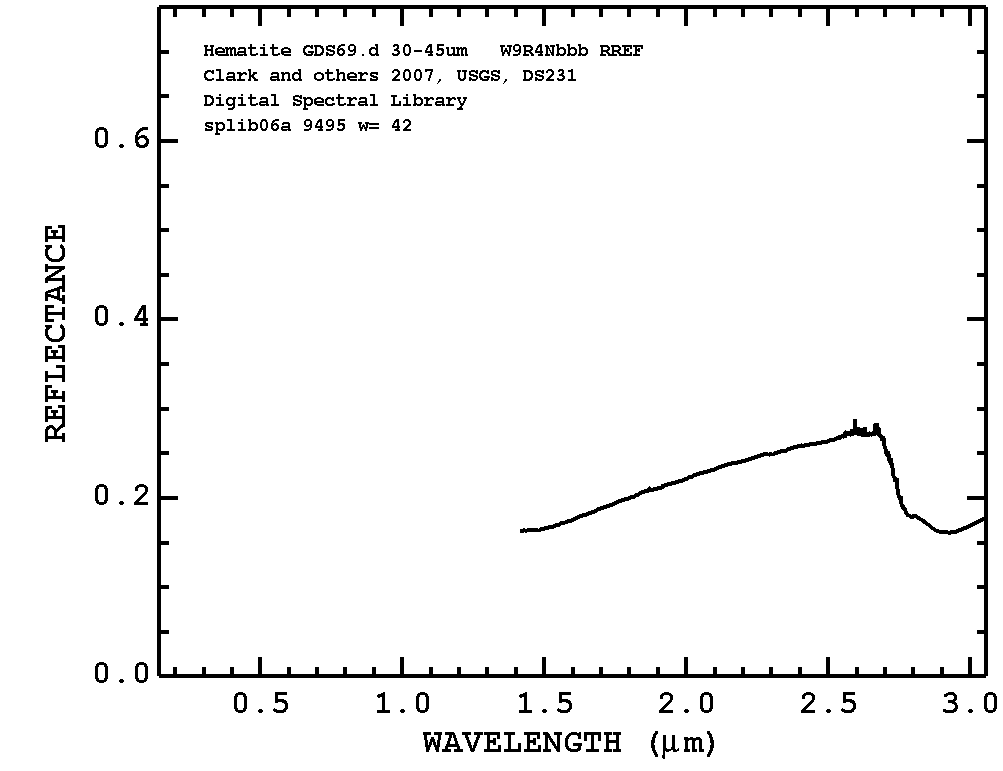 Hematite GDS69.d 30-45um W9R4Nbbb RREF
Clark and others 2007, USGS, DS231
Digital Spectral Library
splib06a 9495 w= 42
0.6
0.4
0.2
0.0
REFLECTANCE
0.5 1.0 1.5 2.0 2.5 3.0
WAVELENGTH (μm)